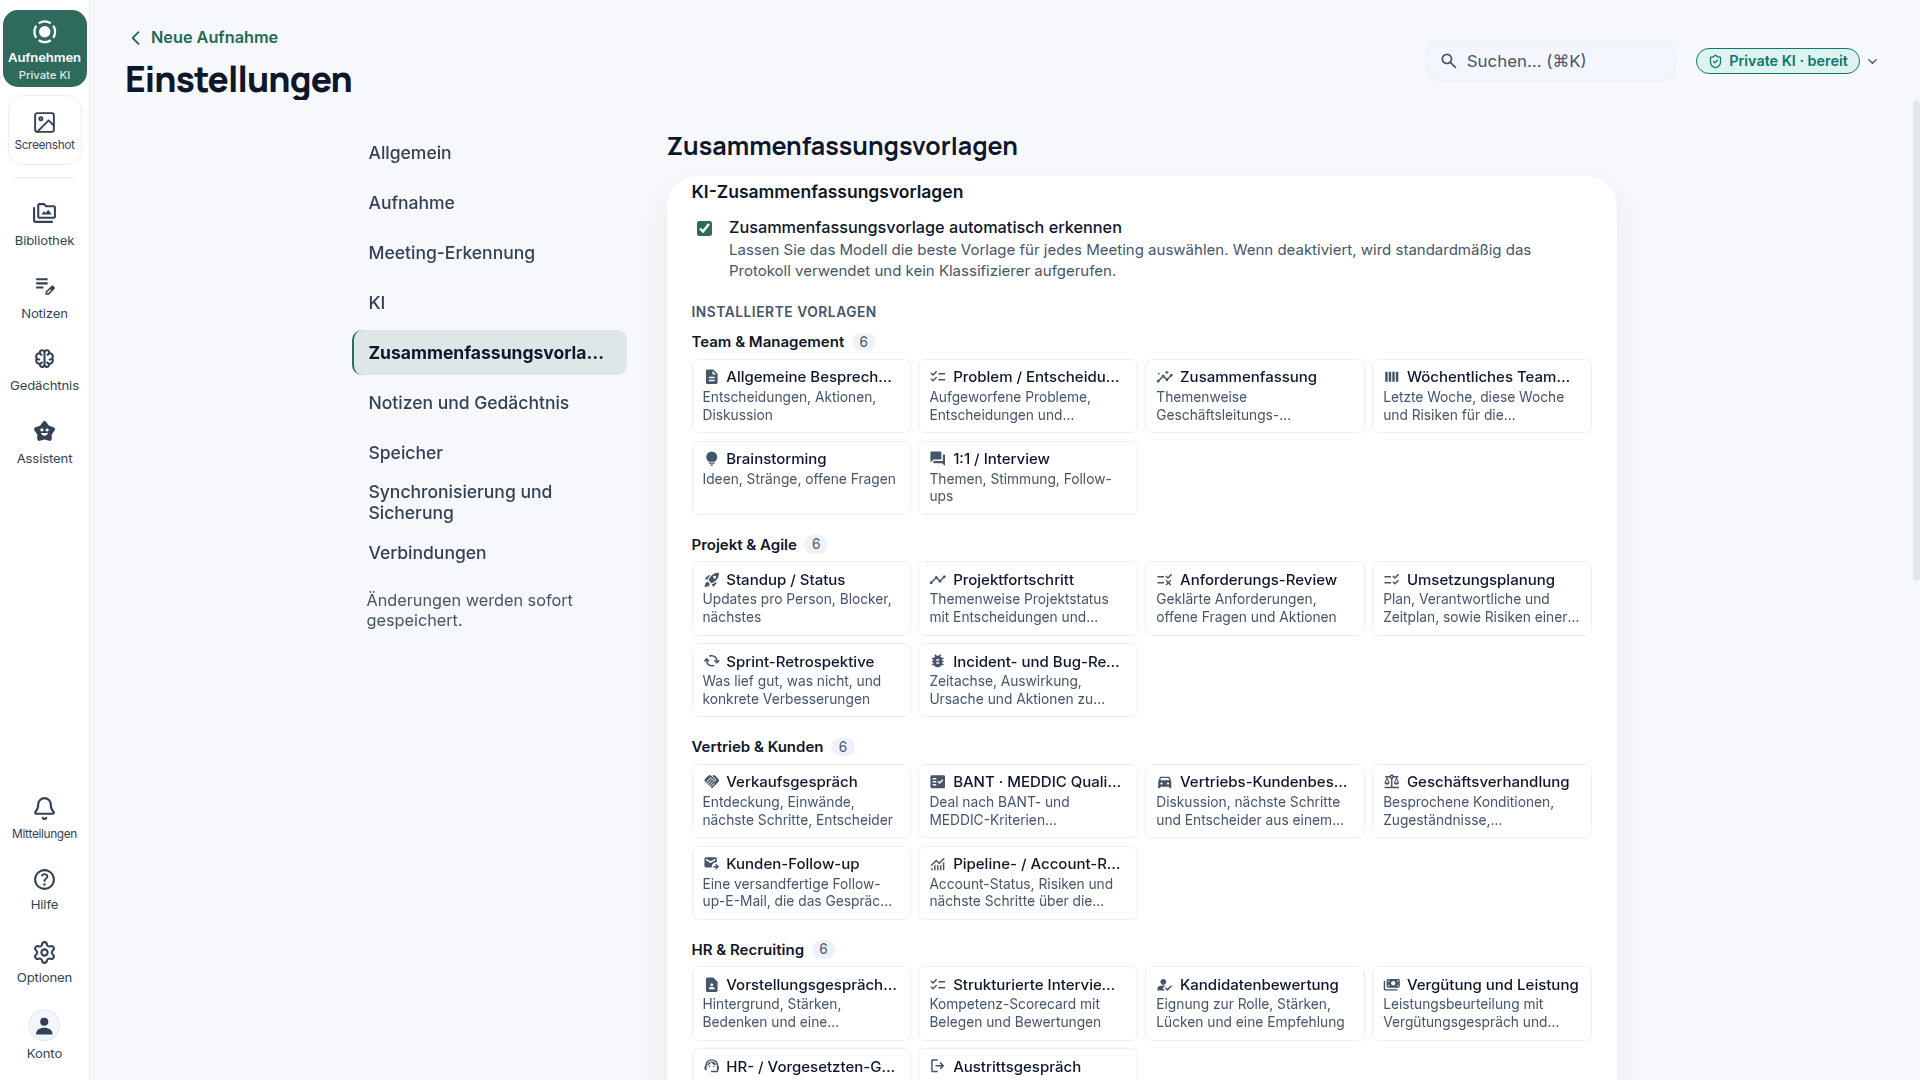 Aufnehmen
Private KI
Screenshot
Bibliothek
Notizen
Gedächtnis
Assistent
Mitteilungen
Hilfe
Optionen
Konto
Neue Aufnahme
Einstellungen
Suchen... (⌘K)
Private KI · bereit
Allgemein
Aufnahme
Meeting-Erkennung
KI
Zusammenfassungsvorla...
Notizen und Gedächtnis
Speicher
Synchronisierung und
Sicherung
Verbindungen
Änderungen werden sofort
gespeichert.
Zusammenfassungsvorlagen
KI-Zusammenfassungsvorlagen
Zusammenfassungsvorlage automatisch erkennen
Lassen Sie das Modell die beste Vorlage für jedes Meeting auswählen. Wenn deaktiviert, wird standardmäßig das
Protokoll verwendet und kein Klassifizierer aufgerufen.
INSTALLIERTE VORLAGEN
Team & Management 6
Allgemeine Besprech...
Entscheidungen, Aktionen,
Diskussion
Problem / Entscheidu...
Aufgeworfene Probleme,
Entscheidungen und...
Zusammenfassung
Themenweise
Geschäftsleitungs-...
Wöchentliches Team...
Letzte Woche, diese Woche
und Risiken für die...
Brainstorming
Ideen, Stränge, offene Fragen
1:1 / Interview
Themen, Stimmung, Follow-
ups
Projekt & Agile 6
Standup / Status
Updates pro Person, Blocker,
nächstes
Projektfortschritt
Themenweise Projektstatus
mit Entscheidungen und...
Anforderungs-Review
Geklärte Anforderungen,
offene Fragen und Aktionen
Umsetzungsplanung
Plan, Verantwortliche und
Zeitplan, sowie Risiken einer...
Sprint-Retrospektive
Was lief gut, was nicht, und
konkrete Verbesserungen
Incident- und Bug-Re...
Zeitachse, Auswirkung,
Ursache und Aktionen zu...
Vertrieb & Kunden 6
Verkaufsgespräch
Entdeckung, Einwände,
nächste Schritte, Entscheider
BANT · MEDDIC Quali...
Deal nach BANT- und
MEDDIC-Kriterien...
Vertriebs-Kundenbes...
Diskussion, nächste Schritte
und Entscheider aus einem...
Geschäftsverhandlung
Besprochene Konditionen,
Zugeständnisse,...
Kunden-Follow-up
Eine versandfertige Follow-
up-E-Mail, die das Gespräc...
Pipeline- / Account-R...
Account-Status, Risiken und
nächste Schritte über die...
HR & Recruiting 6
Vorstellungsgespräch...
Hintergrund, Stärken,
Bedenken und eine...
Strukturierte Intervie...
Kompetenz-Scorecard mit
Belegen und Bewertungen
Kandidatenbewertung
Eignung zur Rolle, Stärken,
Lücken und eine Empfehlung
Vergütung und Leistung
Leistungsbeurteilung mit
Vergütungsgespräch und...
HR- / Vorgesetzten-G...
Austrittsgespräch